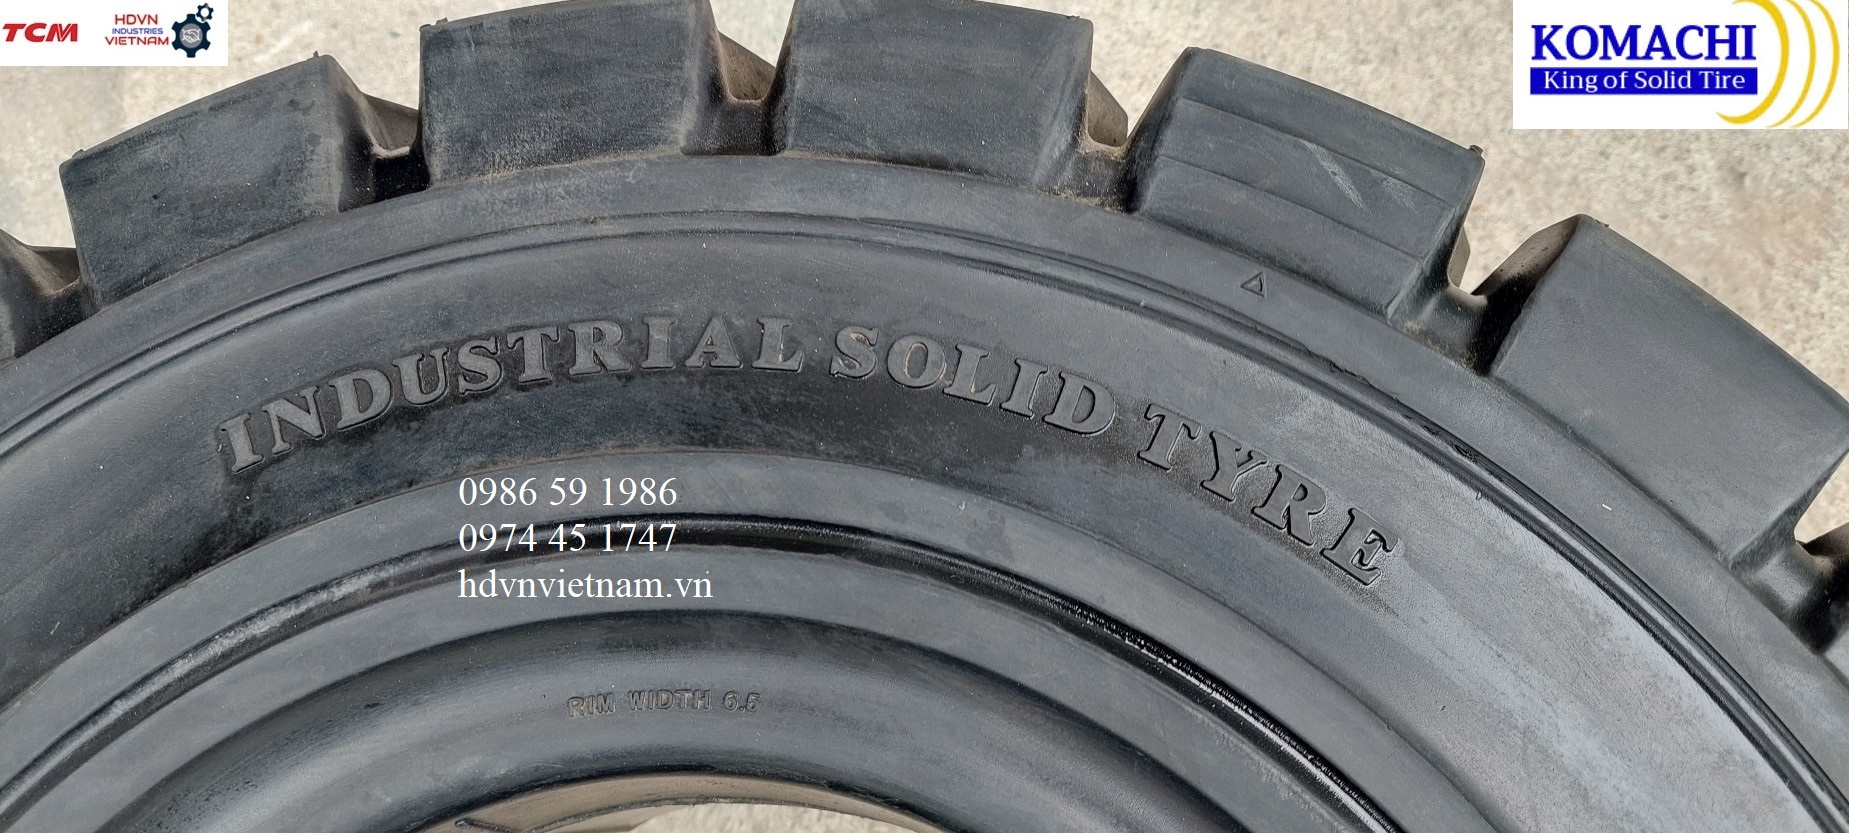 TCM
HDVN
INDUSTRIES
VIETNAM
KOMACHI
King of Solid Tire
INDUSTRIAL SOLID TYRE
0986 59 1986
0974 45 1747
hdvnvietnam.vn
RIM WIDTH 6.5